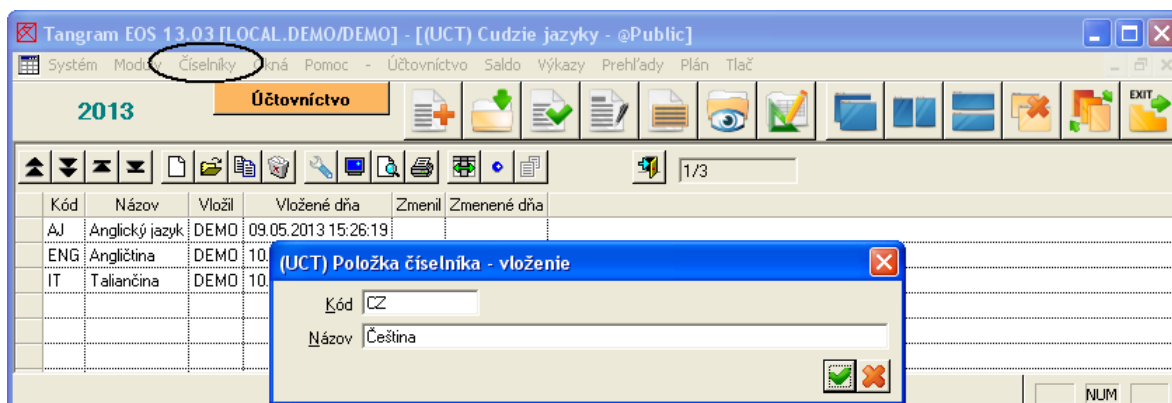 Tangram EOS 13.03 [LOCAL.DEMO/DEMO] - [(UCT) Cudzie jazyky - @Public]
Systém Moduly Číselníky Okná Pomoc - Účtovníctvo Saldo Výkazy Prehľady Plán Tlač
2013 Účtovníctvo EXIT
1/3
Kód Názov Vložil Vložené dňa Zmenil Zmenené dňa
AJ Anglický jazyk DEMO 09.05.2013 15:26:19
ENG Angličtina DEMO 10.
IT Taliančina DEMO 10.
(UCT) Položka číselníka - vloženie
Kód CZ
Názov Čeština
NUM